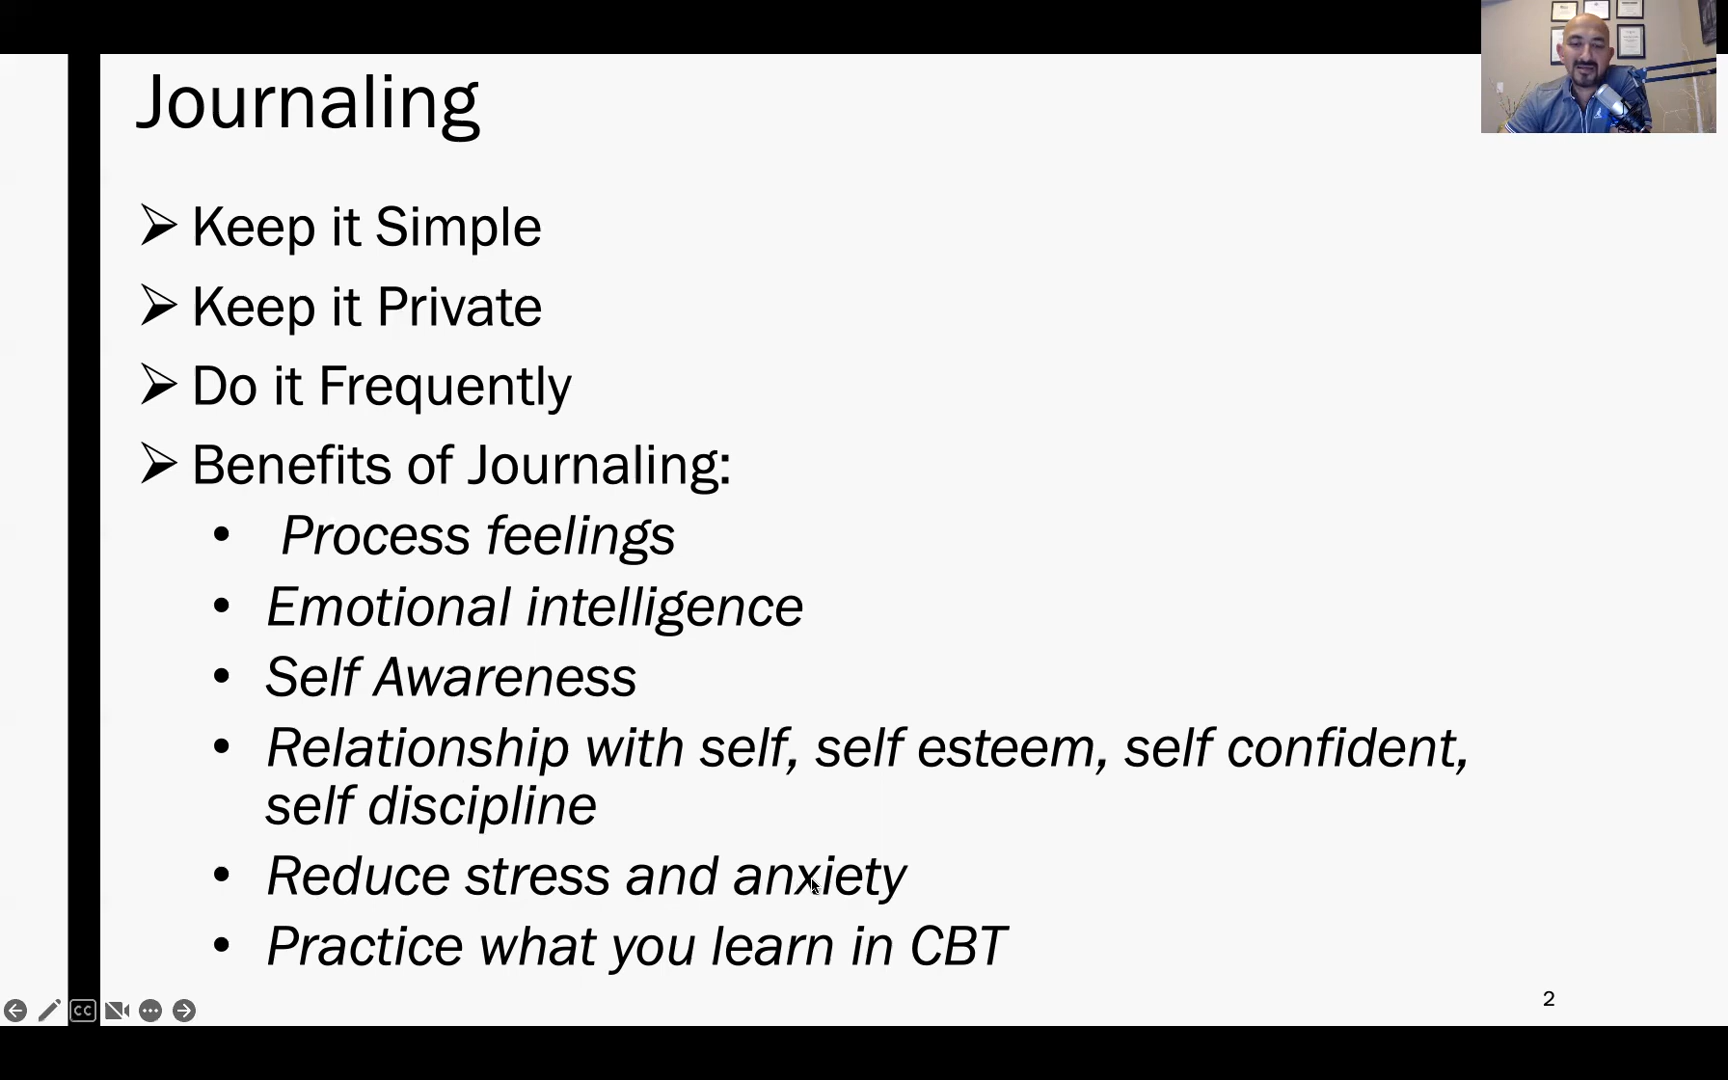 Journaling
Keep it Simple
Keep it Private
Do it Frequently
Benefits of Journaling:
Process feelings
Emotional intelligence
Self Awareness
Relationship with self, self esteem, self confident,
self discipline
Reduce stress and anxiety
Practice what you learn in CBT
2
CC